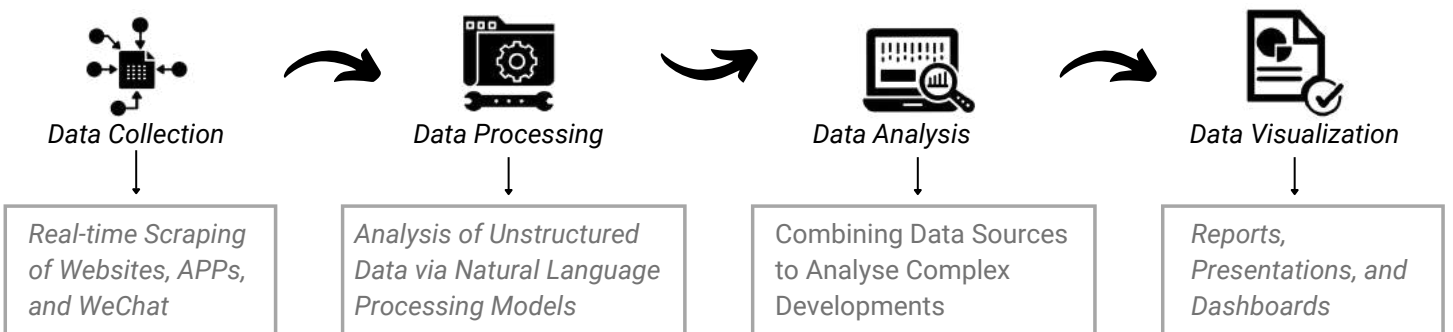 Data Collection
Data Processing
Data Analysis
Data Visualization
Real-time Scraping
of Websites, APPs,
and WeChat
Analysis of Unstructured
Data via Natural Language
Processing Models
Combining Data Sources
to Analyse Complex
Developments
Reports,
Presentations, and
Dashboards